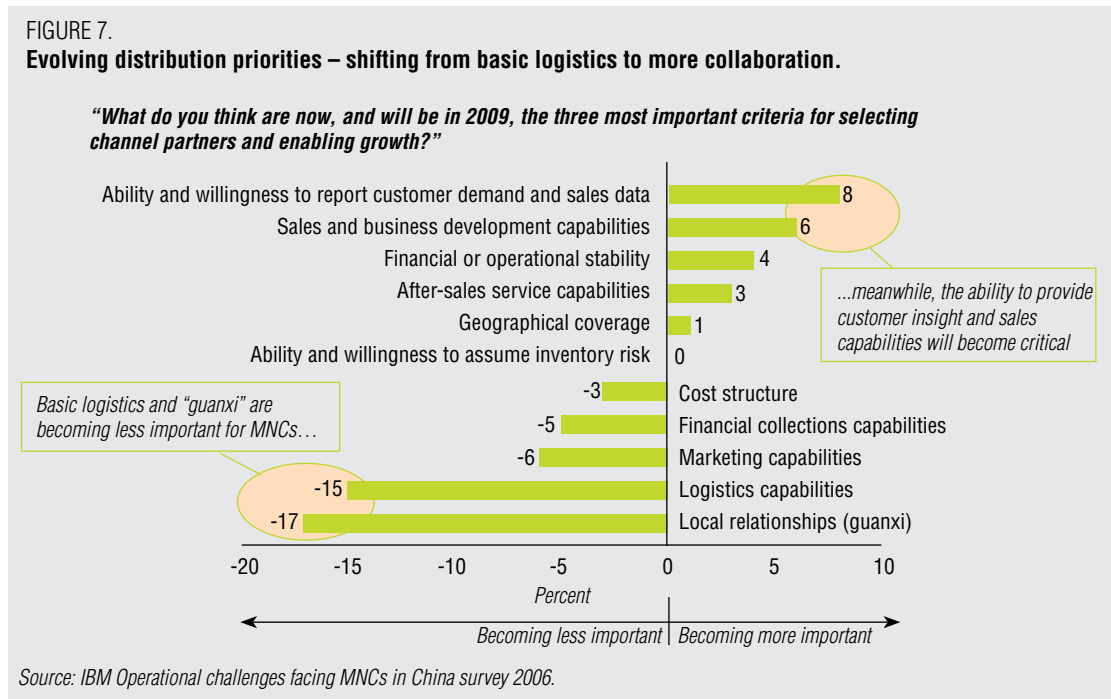 FIGURE 7.
Evolving distribution priorities – shifting from basic logistics to more collaboration.
“What do you think are now, and will be in 2009, the three most important criteria for selecting
channel partners and enabling growth?”
Ability and willingness to report customer demand and sales data
8
Sales and business development capabilities
6
Financial or operational stability
4
After-sales service capabilities
3
Geographical coverage
1
Ability and willingness to assume inventory risk
0
...meanwhile, the ability to provide
customer insight and sales
capabilities will become critical
-3
Cost structure
-5
Financial collections capabilities
-6
Marketing capabilities
-15
Logistics capabilities
-17
Local relationships (guanxi)
Basic logistics and “guanxi” are
becoming less important for MNCs…
-20 -15 -10 -5 0 5 10
Percent
Becoming less important
Becoming more important
Source: IBM Operational challenges facing MNCs in China survey 2006.